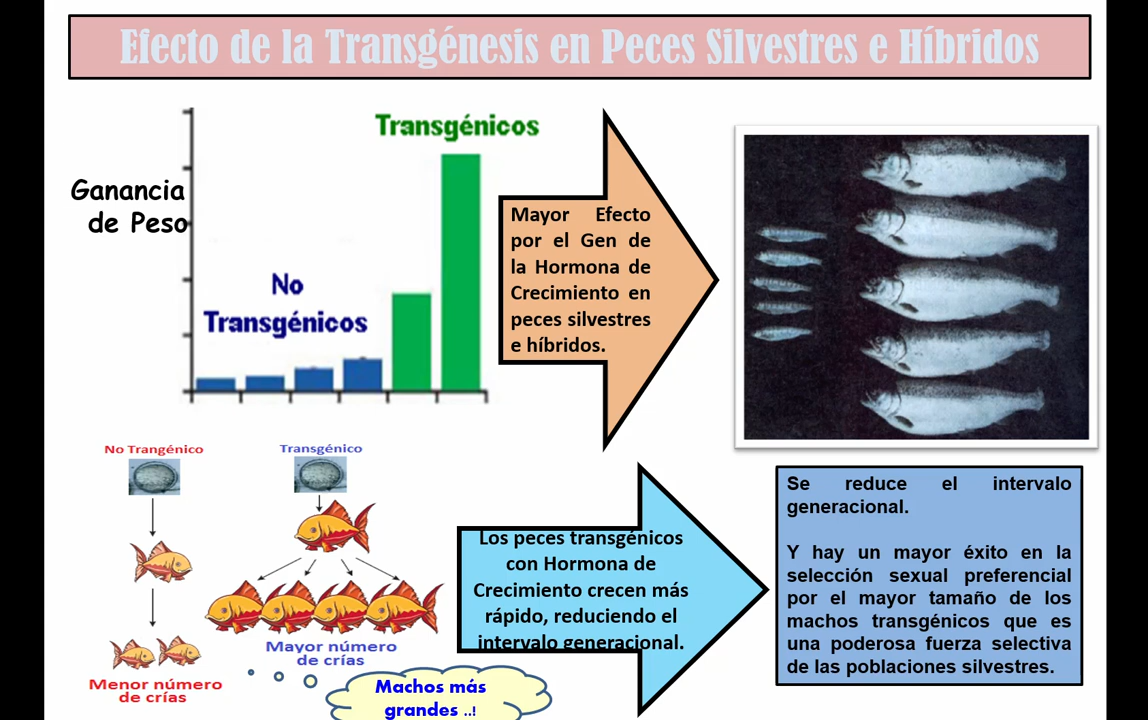 Efecto de la Transgénesis en Peces Silvestres e Híbridos
Transgénicos
Ganancia
de Peso
No
Transgénicos
Mayor Efecto
por el Gen de
la Hormona de
Crecimiento en
peces silvestres
e híbridos.
No Trangénico
Transgénico
Mayor número
de crías
Menor número
de crías
Machos más
grandes ..!
Los peces transgénicos
con Hormona de
Crecimiento crecen más
rápido, reduciendo el
intervalo generacional.
Se reduce el intervalo
generacional.
Y hay un mayor éxito en la
selección sexual preferencial
por el mayor tamaño de los
machos transgénicos que es
una poderosa fuerza selectiva
de las poblaciones silvestres.